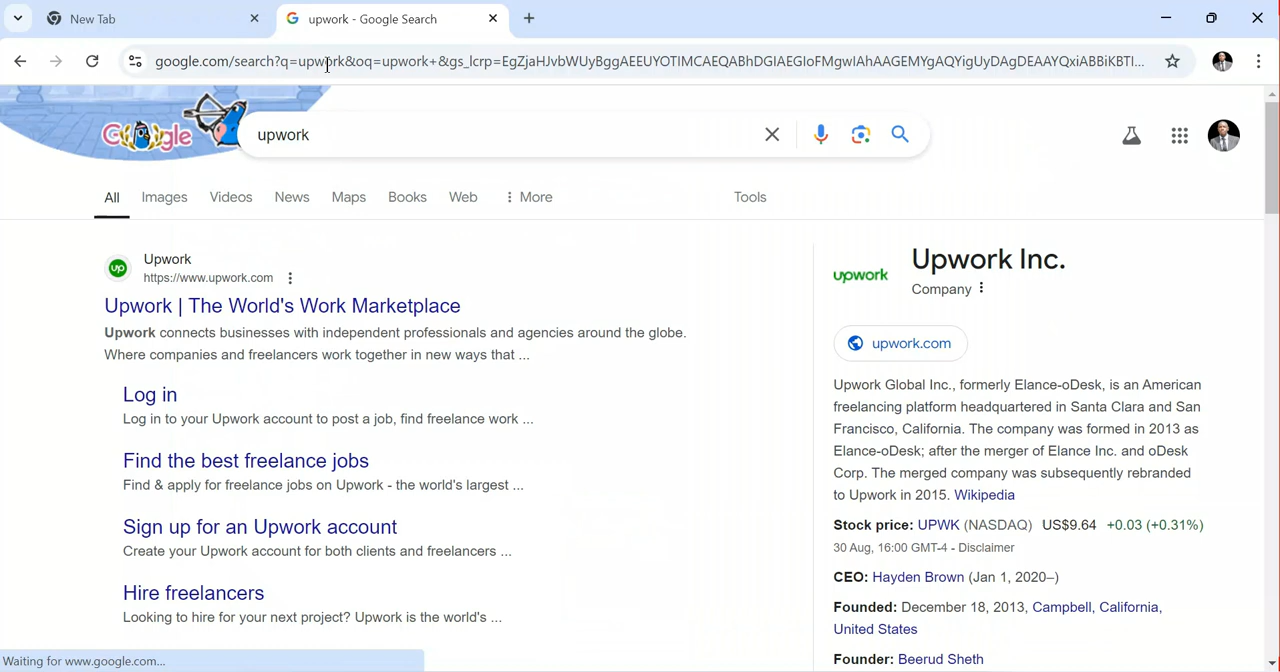 New Tab
upwork - Google Search
google.com/search?q=upwork&oq=upwork+&gs_lcrp=EgZjaHJvbWUyBggAEEUYOTIMCAEQABhDGIAEGIoFMgwIAhAAGEMYgAQYigUyDAgDEAAYQxiABBiKBTI...
Google
upwork
All
Images
Videos
News
Maps
Books
Web
More
Tools
up
Upwork
https://www.upwork.com
Upwork | The World's Work Marketplace
Upwork connects businesses with independent professionals and agencies around the globe.
Where companies and freelancers work together in new ways that ...
Log in
Log in to your Upwork account to post a job, find freelance work ...
Find the best freelance jobs
Find & apply for freelance jobs on Upwork - the world's largest ...
Sign up for an Upwork account
Create your Upwork account for both clients and freelancers ...
Hire freelancers
Looking to hire for your next project? Upwork is the world's ...
upwork
Upwork Inc.
Company
upwork.com
Upwork Global Inc., formerly Elance-oDesk, is an American
freelancing platform headquartered in Santa Clara and San
Francisco, California. The company was formed in 2013 as
Elance-oDesk; after the merger of Elance Inc. and oDesk
Corp. The merged company was subsequently rebranded
to Upwork in 2015. Wikipedia
Stock price: UPWK (NASDAQ) US$9.64 +0.03 (+0.31%)
30 Aug, 16:00 GMT-4 - Disclaimer
CEO: Hayden Brown (Jan 1, 2020–)
Founded: December 18, 2013, Campbell, California,
United States
Founder: Beerud Sheth
Waiting for www.google.com...